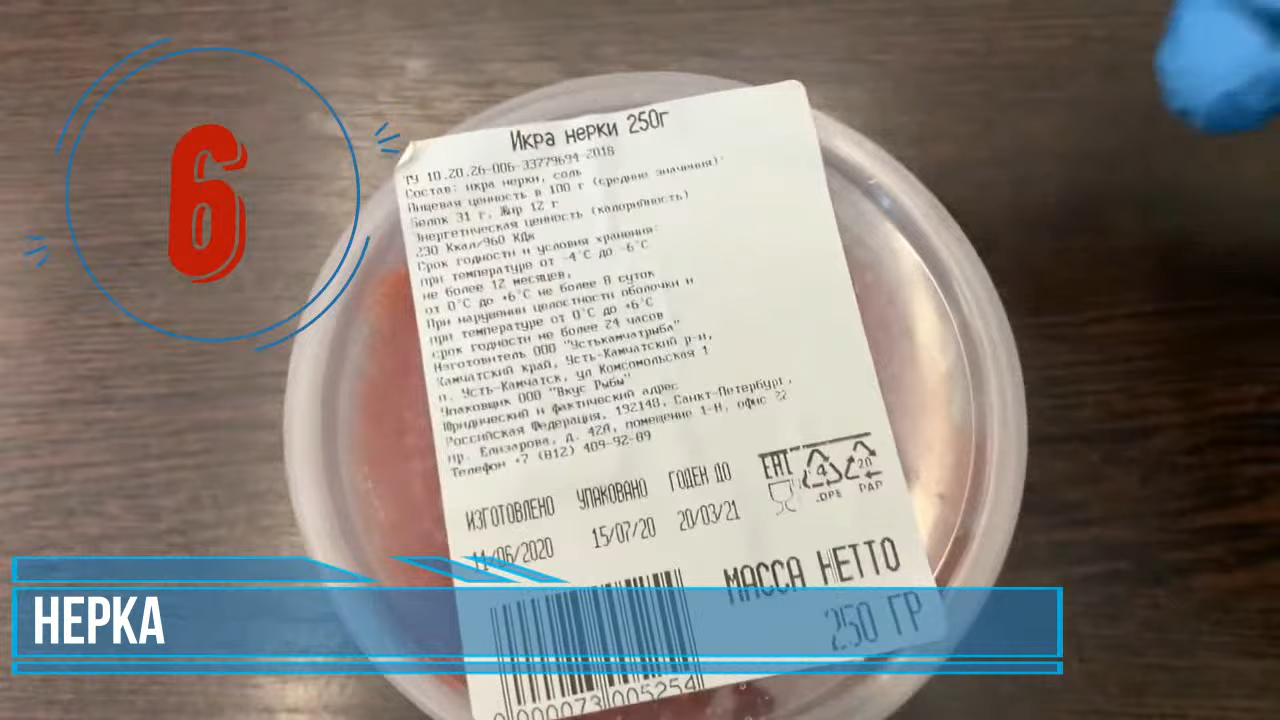 6
Икра нерки 250г
ТУ 10.20.26-006-33779694-2018
Состав: икра нерки, соль
Пищевая ценность в 100 г (средние значения):
Белок 31 г, Жир 12 г
Энергетическая ценность (калорийность)
230 Ккал/960 КДж
Срок годности и условия хранения:
при температуре от -4°С до -6°С
не более 12 месяцев,
от 0°С до +6°С не более 8 суток
При нарушении целостности оболочки и
при температуре от 0°С до +6°С
срок годности не более 24 часов
Изготовитель ООО "Устькамчатрыба"
Камчатский край, Усть-Камчатский р-н,
п. Усть-Камчатск, ул Комсомольская 1
Упаковщик ООО "Вкус Рыбы"
Юридический и фактический адрес
Российская Федерация, 192148, Санкт-Петербург,
пр. Елизарова, д. 42А, помещение 1-Н, офис 22
Телефон +7 (812) 409-92-09
ИЗГОТОВЛЕНО УПАКОВАНО ГОДЕН ДО
11/06/2020 15/07/20 20/03/21
EAC 4 20
PAP
МАССА НЕТТО
250 ГР
0 000073 005254
НЕРКА